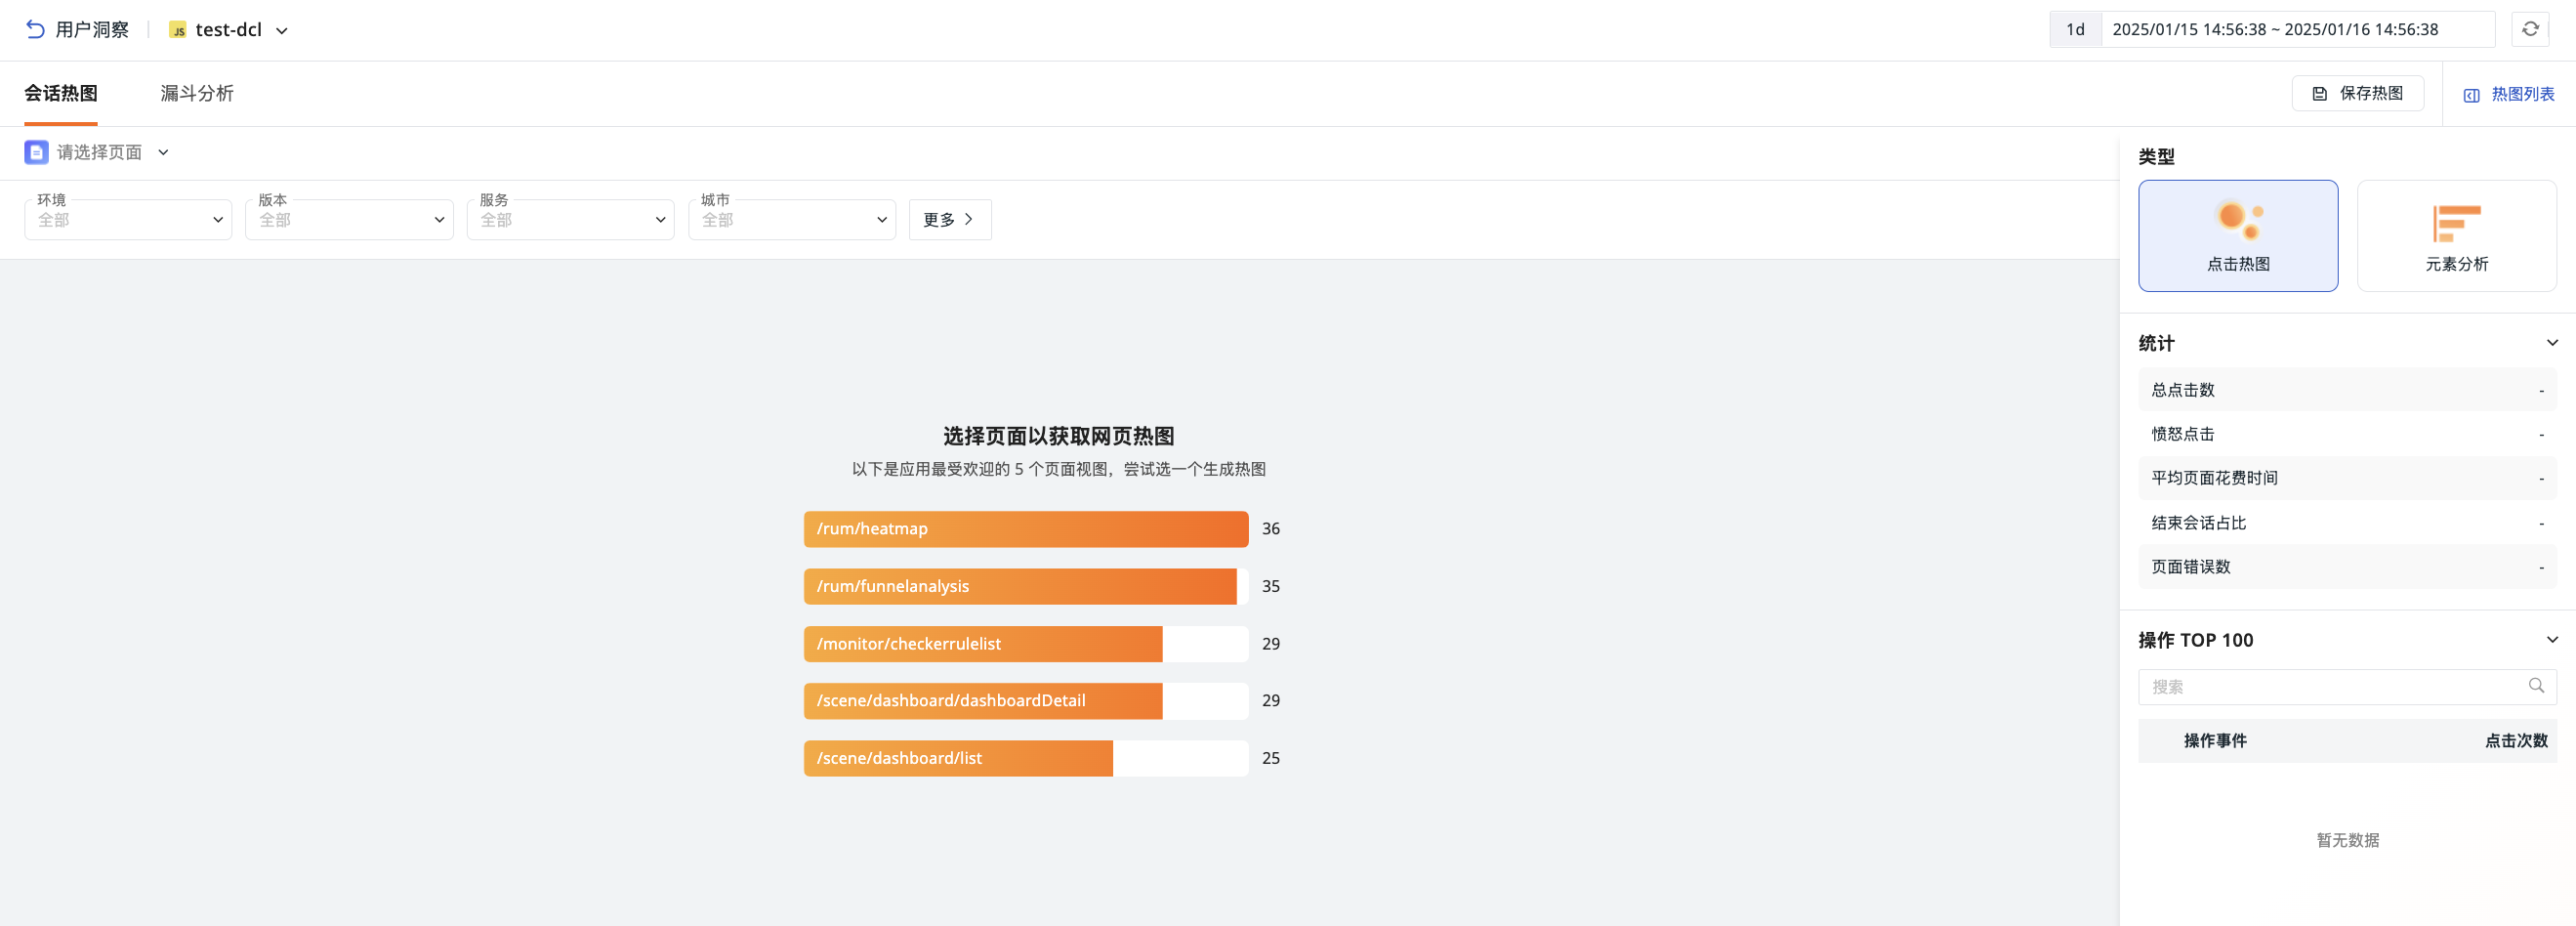 用户洞察
JS test-dcl
1d 2025/01/15 14:56:38 ~ 2025/01/16 14:56:38
会话热图 漏斗分析
保存热图 热图列表
请选择页面
环境
全部
版本
全部
服务
全部
城市
全部
更多
选择页面以获取网页热图
以下是应用最受欢迎的 5 个页面视图，尝试选一个生成热图
/rum/heatmap 36
/rum/funnelanalysis 35
/monitor/checkerrulelist 29
/scene/dashboard/dashboardDetail 29
/scene/dashboard/list 25
类型
点击热图 元素分析
统计
总点击数 -
愤怒点击 -
平均页面花费时间 -
结束会话占比 -
页面错误数 -
操作 TOP 100
搜索
操作事件 点击次数
暂无数据